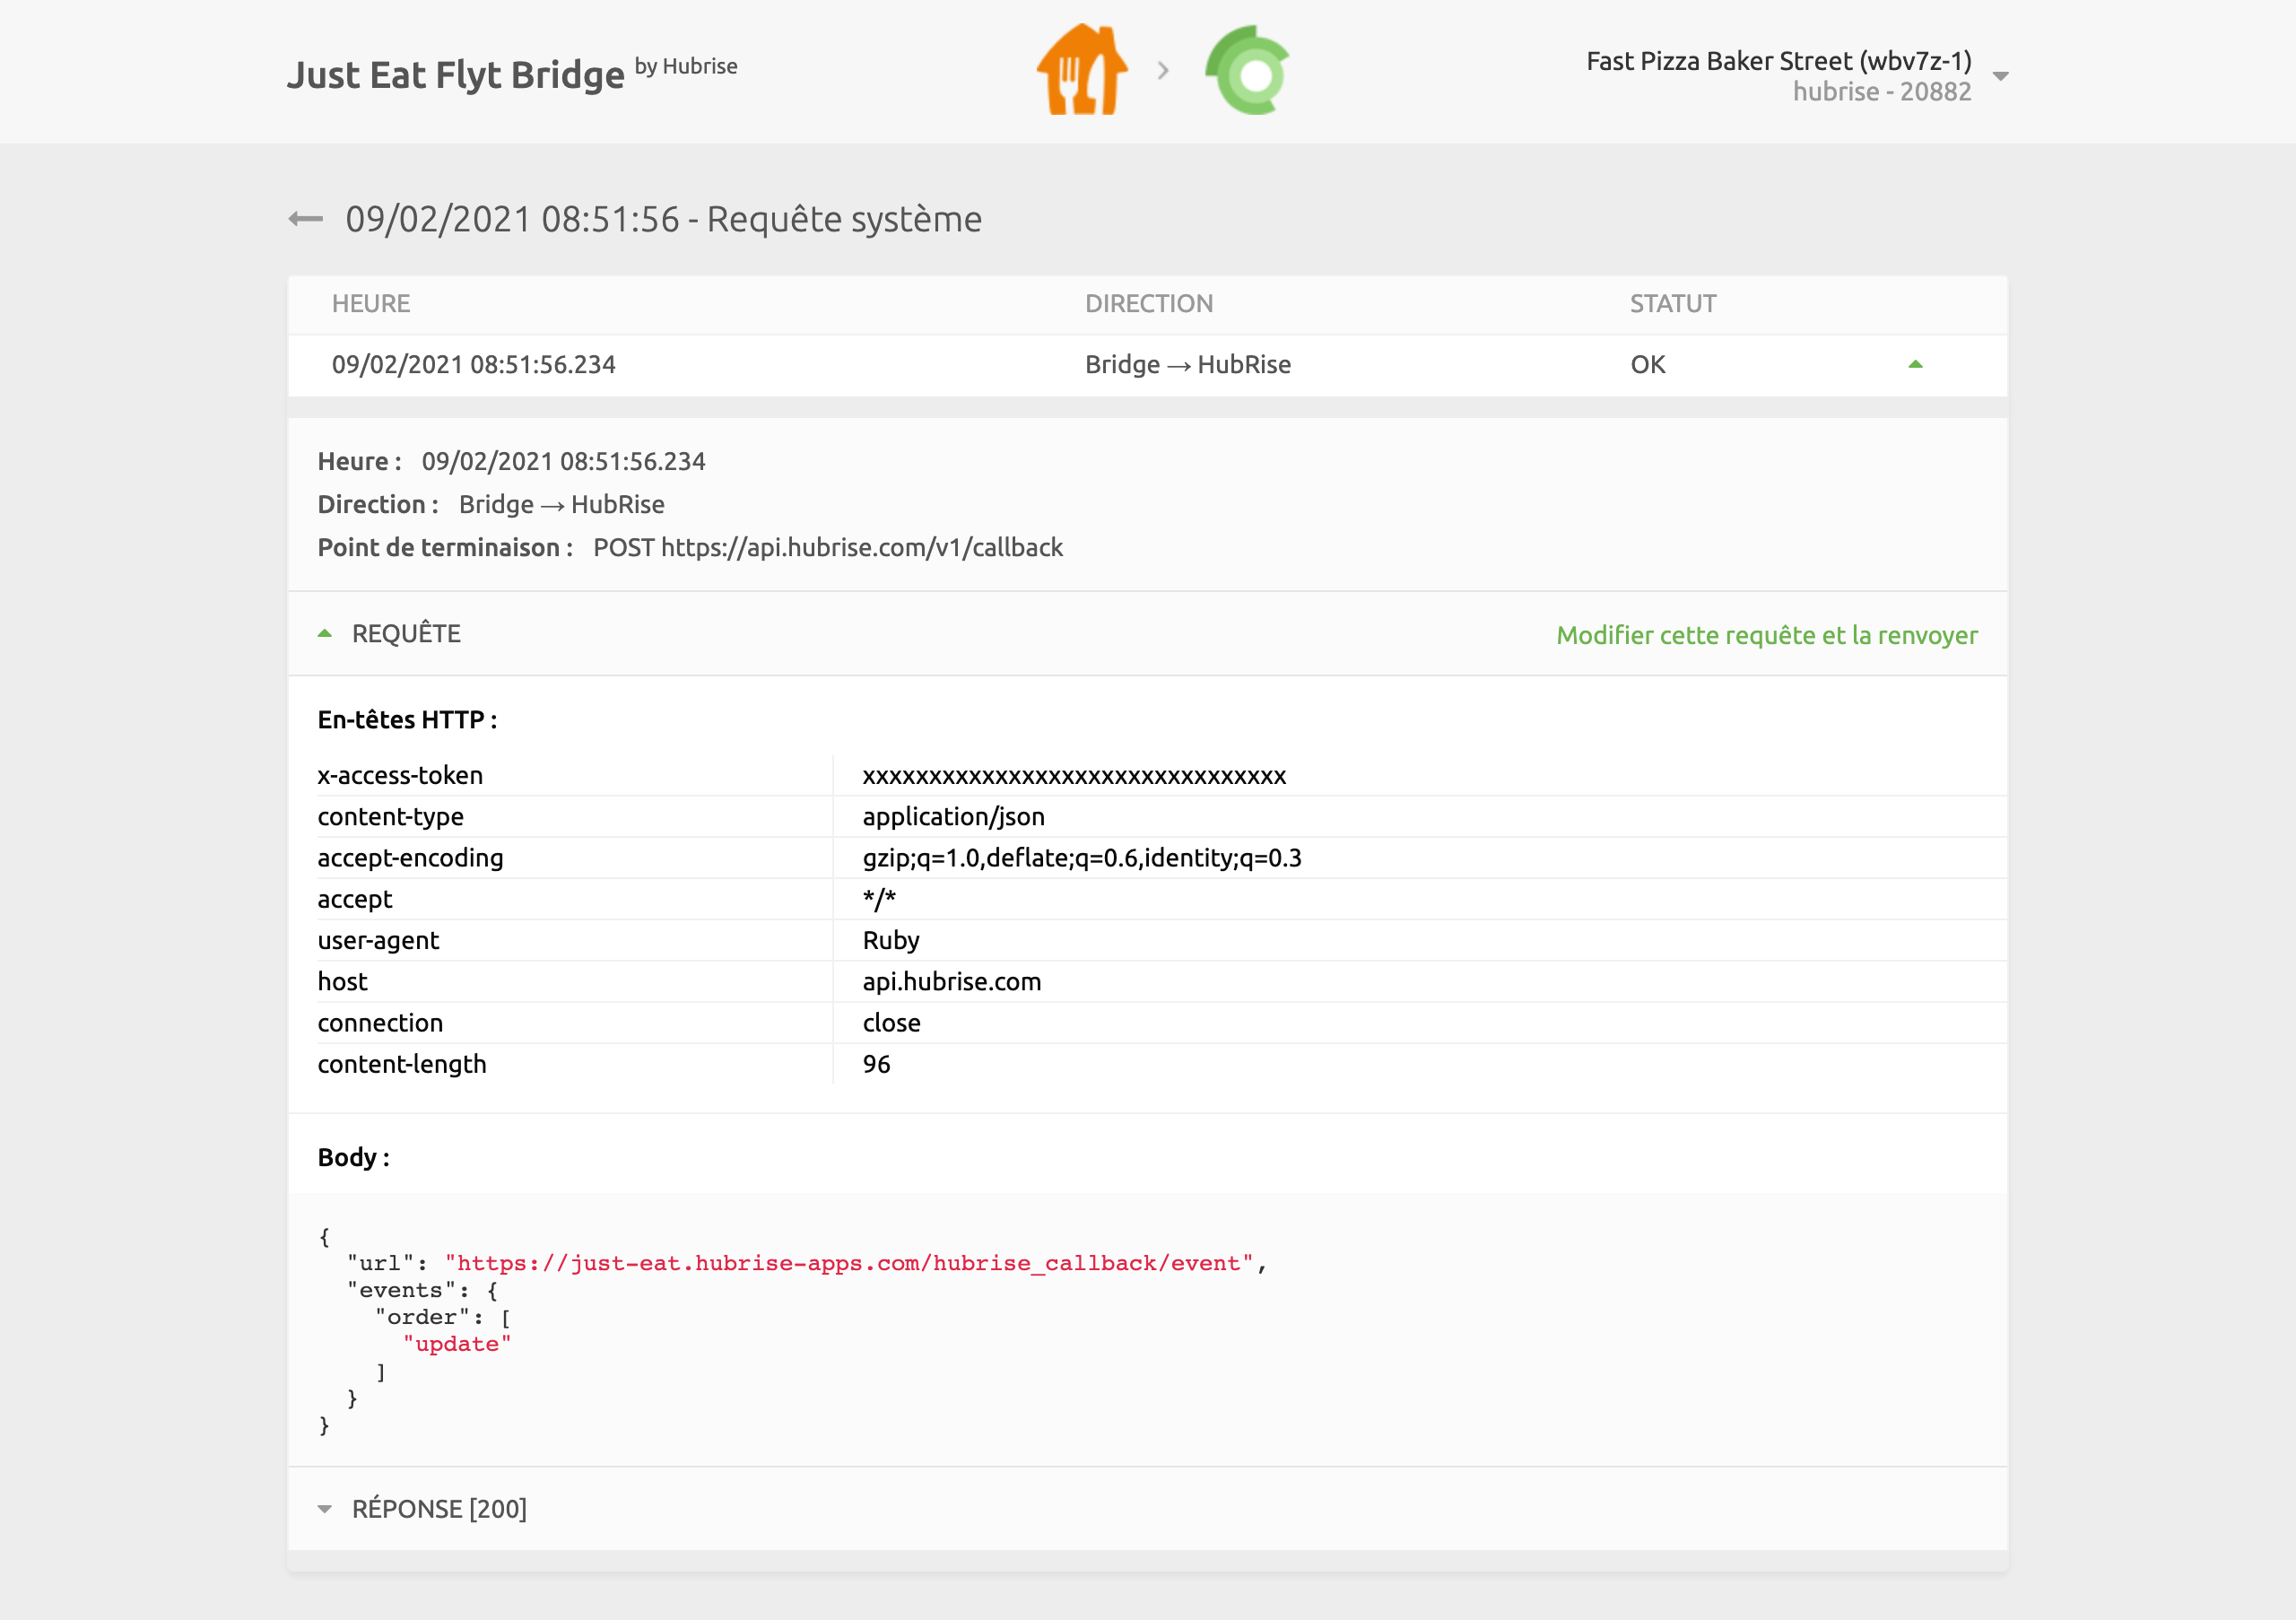 Just Eat Flyt Bridge by Hubrise
Fast Pizza Baker Street (wbv7z-1)
hubrise - 20882
09/02/2021 08:51:56 - Requête système
HEURE DIRECTION STATUT
09/02/2021 08:51:56.234 Bridge → HubRise OK
Heure : 09/02/2021 08:51:56.234
Direction : Bridge → HubRise
Point de terminaison : POST https://api.hubrise.com/v1/callback
REQUÊTE Modifier cette requête et la renvoyer
En-têtes HTTP :
x-access-token xxxxxxxxxxxxxxxxxxxxxxxxxxxxxxxx
content-type application/json
accept-encoding gzip;q=1.0,deflate;q=0.6,identity;q=0.3
accept */*
user-agent Ruby
host api.hubrise.com
connection close
content-length 96
Body :
{
  "url": "https://just-eat.hubrise-apps.com/hubrise_callback/event",
  "events": {
    "order": [
      "update"
    ]
  }
}
RÉPONSE [200]